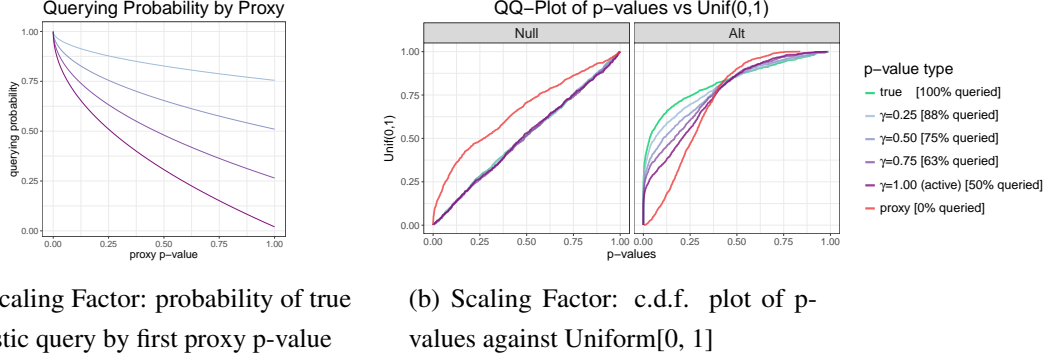 Querying Probability by Proxy
1.00
0.75
0.50
0.25
0.00
querying probability
0.00 0.25 0.50 0.75 1.00
proxy p-value
QQ−Plot of p−values vs Unif(0,1)
Null Alt
1.00
0.75
0.50
0.25
0.00
Unif(0,1)
0.00 0.25 0.50 0.75 1.00 0.00 0.25 0.50 0.75 1.00
p−values
p−value type
true [100% queried]
γ=0.25 [88% queried]
γ=0.50 [75% queried]
γ=0.75 [63% queried]
γ=1.00 (active) [50% queried]
proxy [0% queried]
caling Factor: probability of true
stic query by first proxy p-value
(b) Scaling Factor: c.d.f. plot of p-
values against Uniform[0, 1]